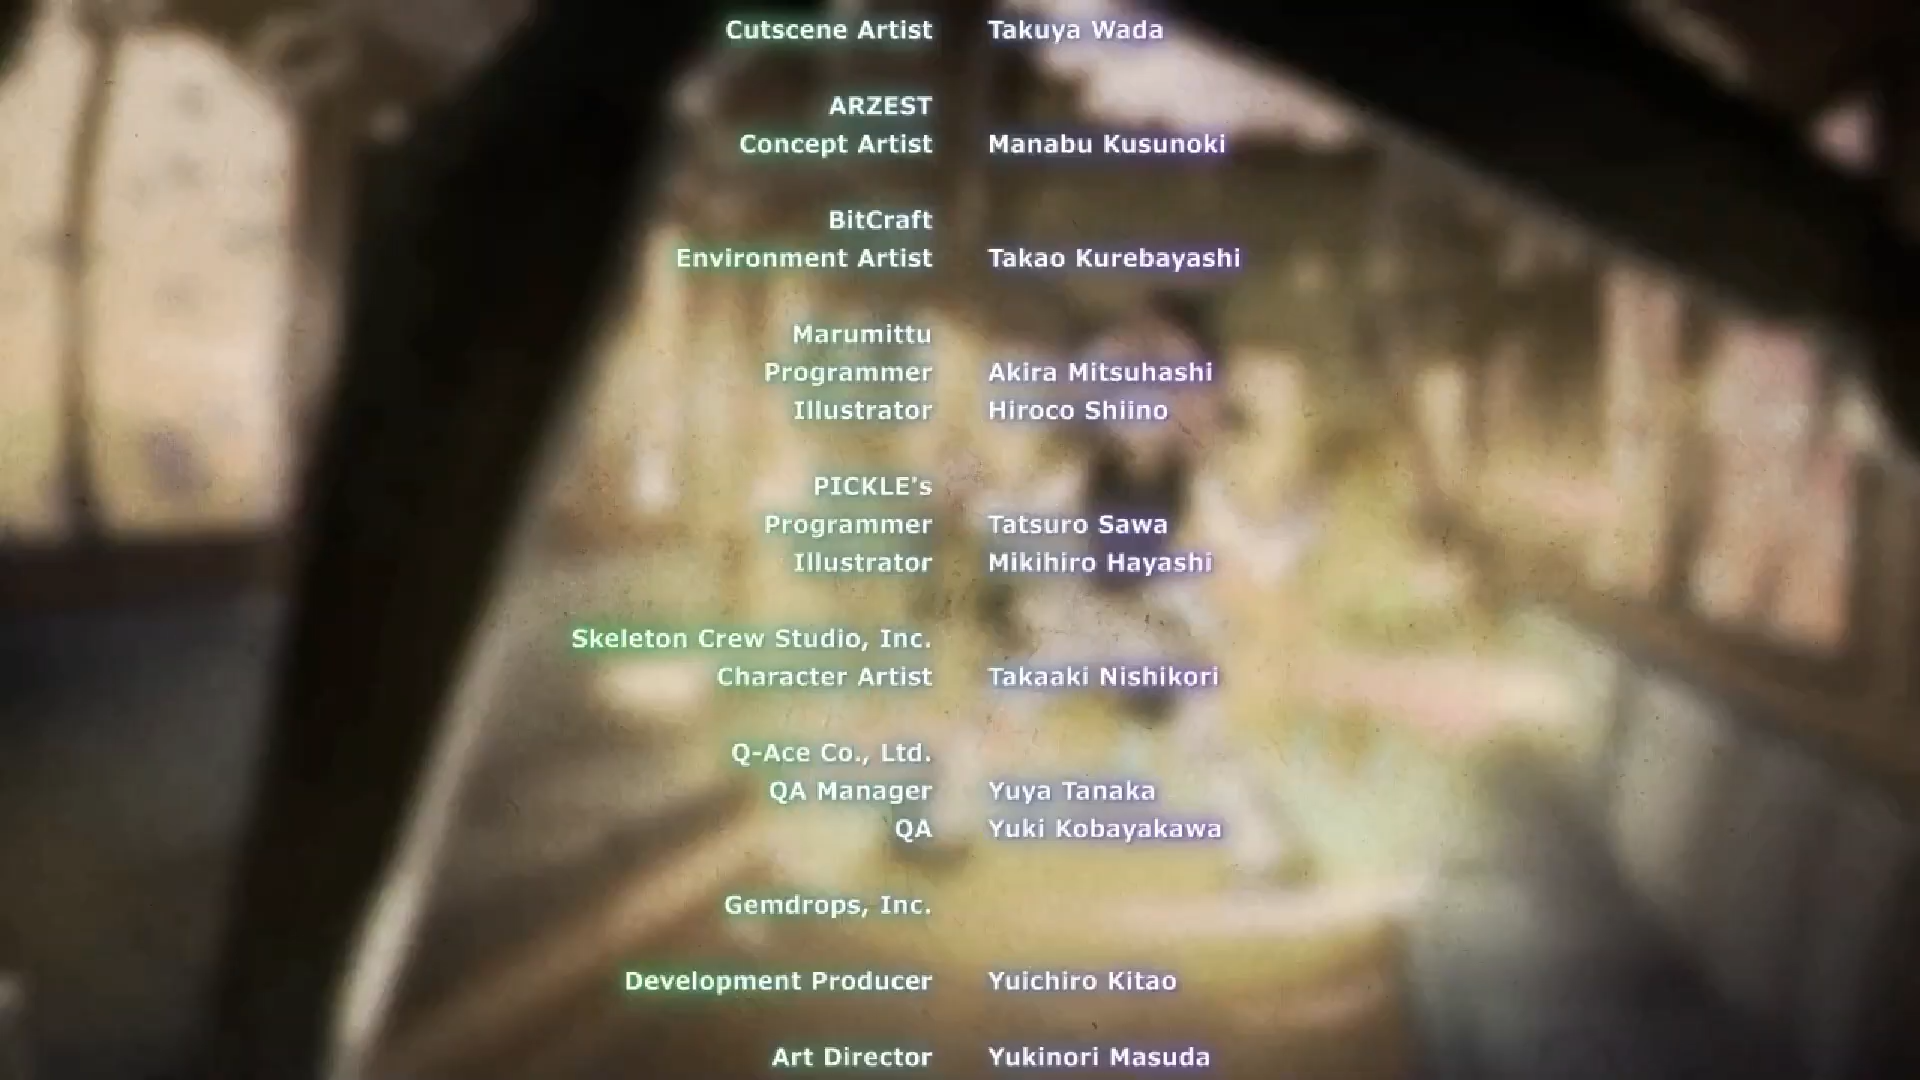 Cutscene Artist Takuya Wada
ARZEST
Concept Artist Manabu Kusunoki
BitCraft
Environment Artist Takao Kurebayashi
Marumittu
Programmer Akira Mitsuhashi
Illustrator Hiroco Shiino
PICKLE's
Programmer Tatsuro Sawa
Illustrator Mikihiro Hayashi
Skeleton Crew Studio, Inc.
Character Artist Takaaki Nishikori
Q-Ace Co., Ltd.
QA Manager Yuya Tanaka
QA Yuki Kobayakawa
Gemdrops, Inc.
Development Producer Yuichiro Kitao
Art Director Yukinori Masuda